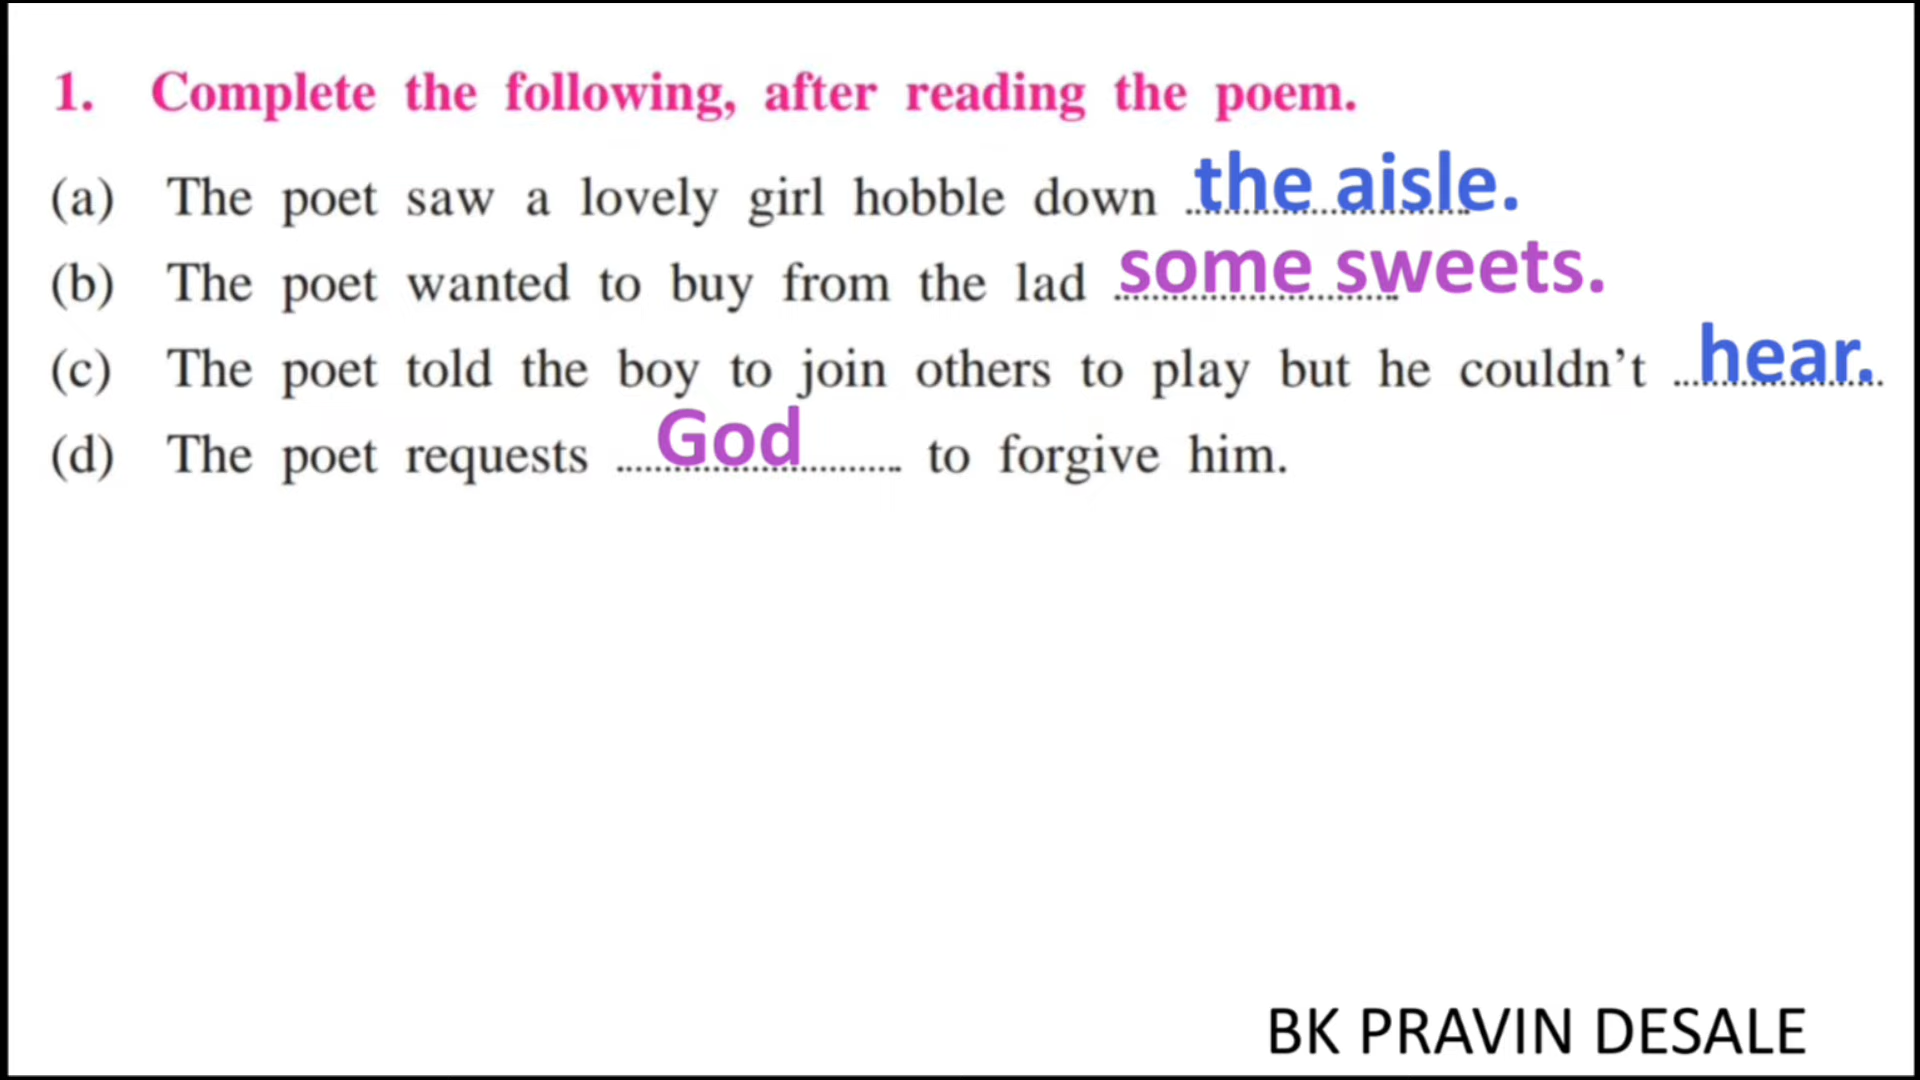 1. Complete the following, after reading the poem.
(a) The poet saw a lovely girl hobble down the aisle.
(b) The poet wanted to buy from the lad some sweets.
(c) The poet told the boy to join others to play but he couldn’t hear.
(d) The poet requests God to forgive him.
BK PRAVIN DESALE